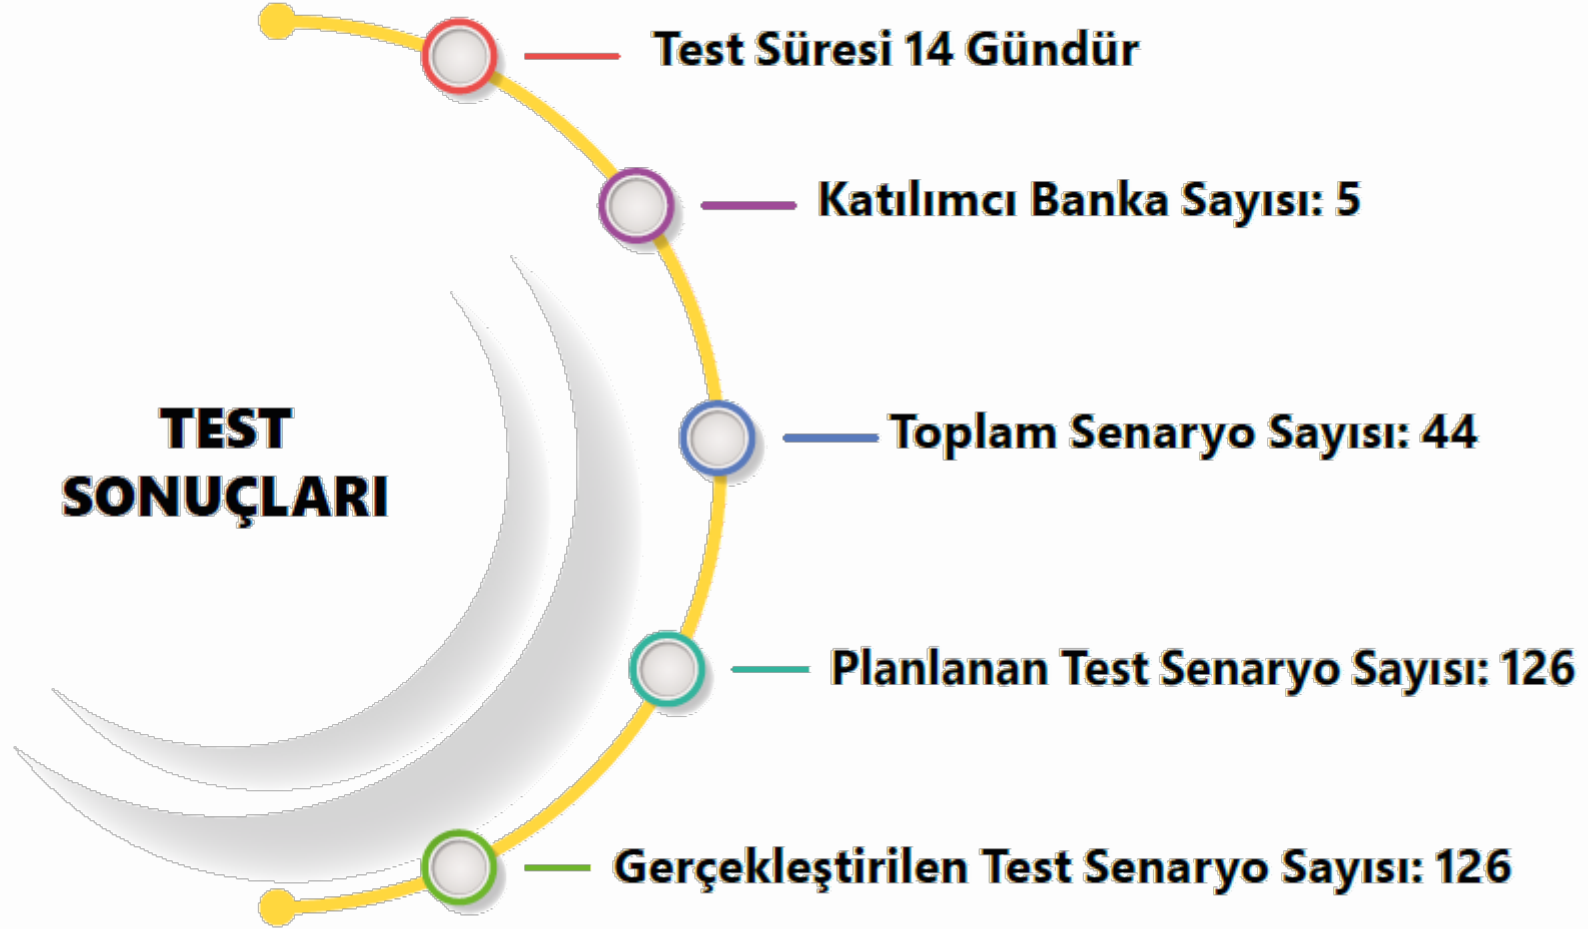 Test Süresi 14 Gündür
Katılımcı Banka Sayısı: 5
TEST
SONUÇLARI
Toplam Senaryo Sayısı: 44
Planlanan Test Senaryo Sayısı: 126
Gerçekleştirilen Test Senaryo Sayısı: 126